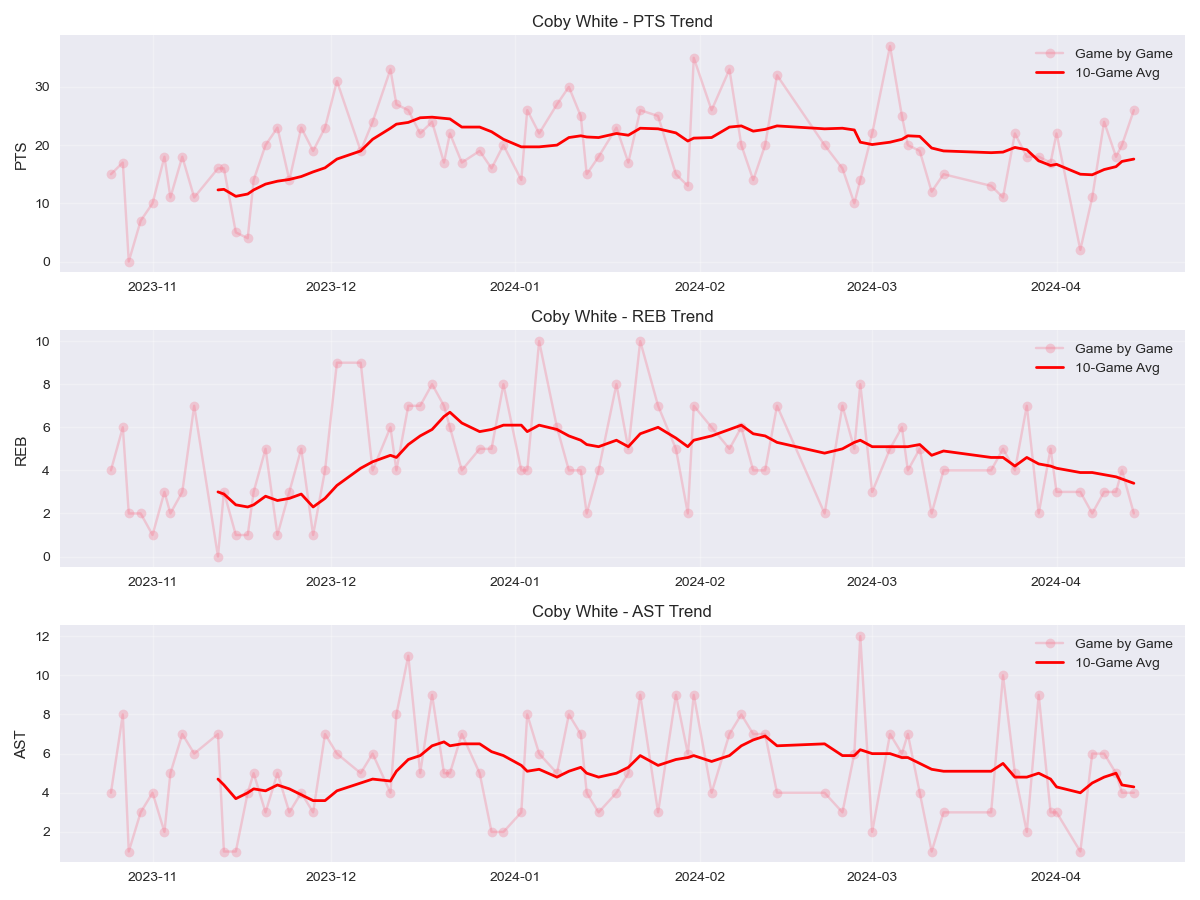 Coby White - PTS Trend
Game by Game
10-Game Avg
PTS
30
20
10
0
2023-11 2023-12 2024-01 2024-02 2024-03 2024-04
Coby White - REB Trend
Game by Game
10-Game Avg
REB
10
8
6
4
2
0
2023-11 2023-12 2024-01 2024-02 2024-03 2024-04
Coby White - AST Trend
Game by Game
10-Game Avg
AST
12
10
8
6
4
2
2023-11 2023-12 2024-01 2024-02 2024-03 2024-04